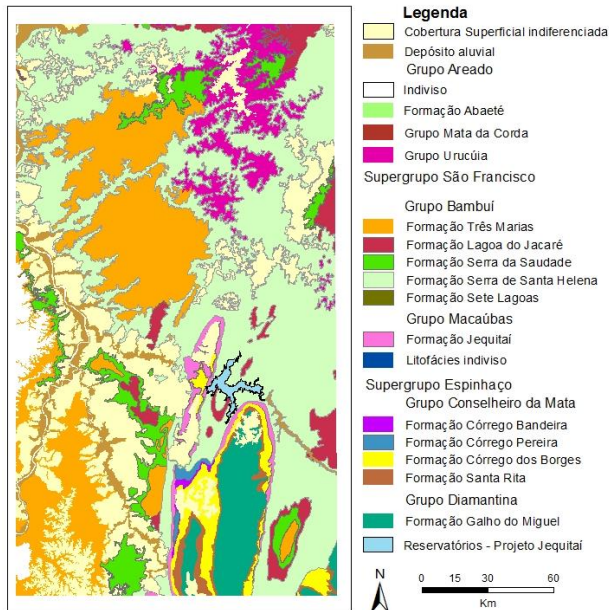 Legenda
Cobertura Superficial indiferenciada
Depósito aluvial
Grupo Areado
Indiviso
Formação Abaeté
Grupo Mata da Corda
Grupo Urucúia
Supergrupo São Francisco
Grupo Bambuí
Formação Três Marias
Formação Lagoa do Jacaré
Formação Serra da Saudade
Formação Serra de Santa Helena
Formação Sete Lagoas
Grupo Macaúbas
Formação Jequitaí
Litofácies indiviso
Supergrupo Espinhaço
Grupo Conselheiro da Mata
Formação Córrego Bandeira
Formação Córrego Pereira
Formação Córrego dos Borges
Formação Santa Rita
Grupo Diamantina
Formação Galho do Miguel
Reservatórios - Projeto Jequitaí
N
0 15 30 60
Km